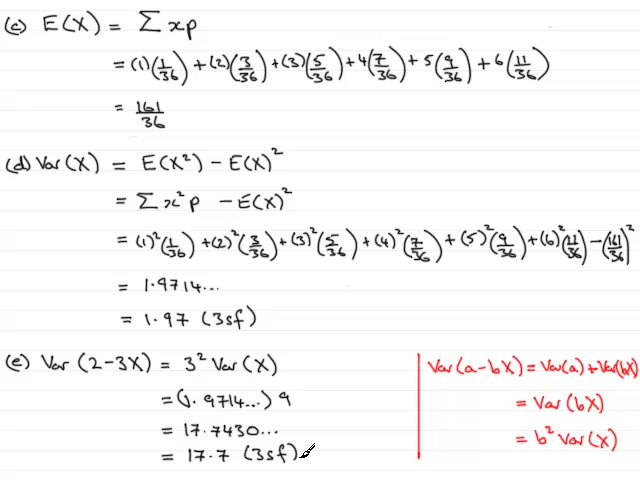 (c) E(X) = ∑ xp
= (1)(1/36) + (2)(3/36) + (3)(5/36) + 4(7/36) + 5(9/36) + 6(11/36)
= 161/36
(d) Var(X) = E(X²) − E(X)²
= ∑ x²p − E(X)²
= (1)²(1/36) + (2)²(3/36) + (3)²(5/36) + (4)²(7/36) + (5)²(9/36) + (6)²(11/36) − (161/36)²
= 1.9714...
= 1.97 (3sf)
(e) Var(2−3X) = 3² Var(X)
= (1.9714...) 9
= 17.7430...
= 17.7 (3sf)
Var(a−bX) = Var(a) + Var(bX)
= Var(bX)
= b² Var(X)